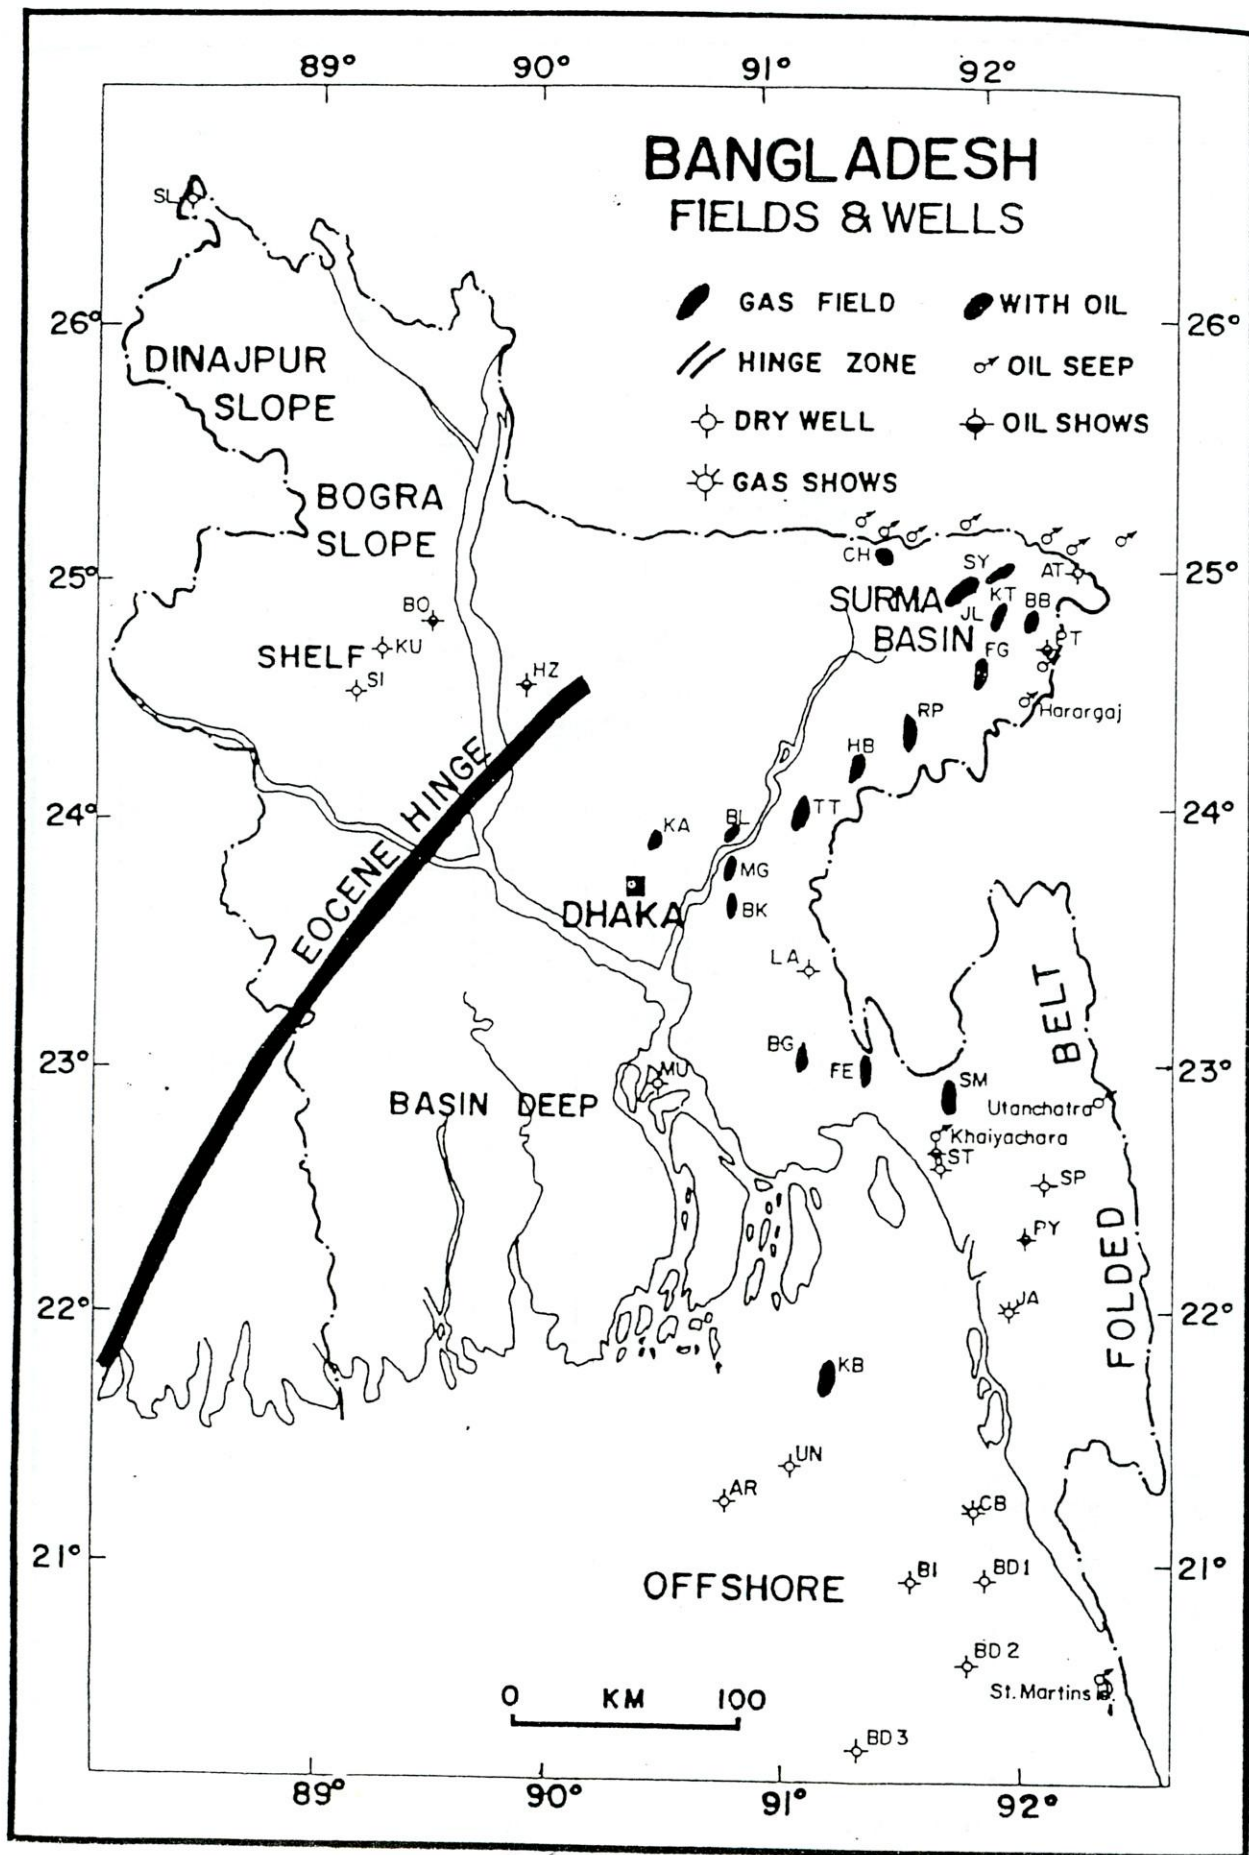 89° 90° 91° 92°
BANGLADESH
FIELDS & WELLS
SL
GAS FIELD
WITH OIL
26°
26°
HINGE ZONE
OIL SEEP
DINAJPUR
SLOPE
DRY WELL
OIL SHOWS
GAS SHOWS
BOGRA
SLOPE
CH
SY
AT
25°
25°
KT
BB
SURMA
JL
BASIN
FG
PT
BO
KU
SHELF
SI
HZ
Harargaj
RP
HB
EOCENE HINGE
24°
24°
TT
KA
BL
MG
DHAKA
BK
LA
BELT
BG
FE
23°
23°
MU
SM
BASIN DEEP
Utanchatra
Khaiyachara
ST
SP
PY
FOLDED
22°
22°
JA
KB
UN
AR
CB
21°
21°
OFFSHORE
BI
BD1
BD2
St. Martins Is.
0 KM 100
BD3
89° 90° 91° 92°